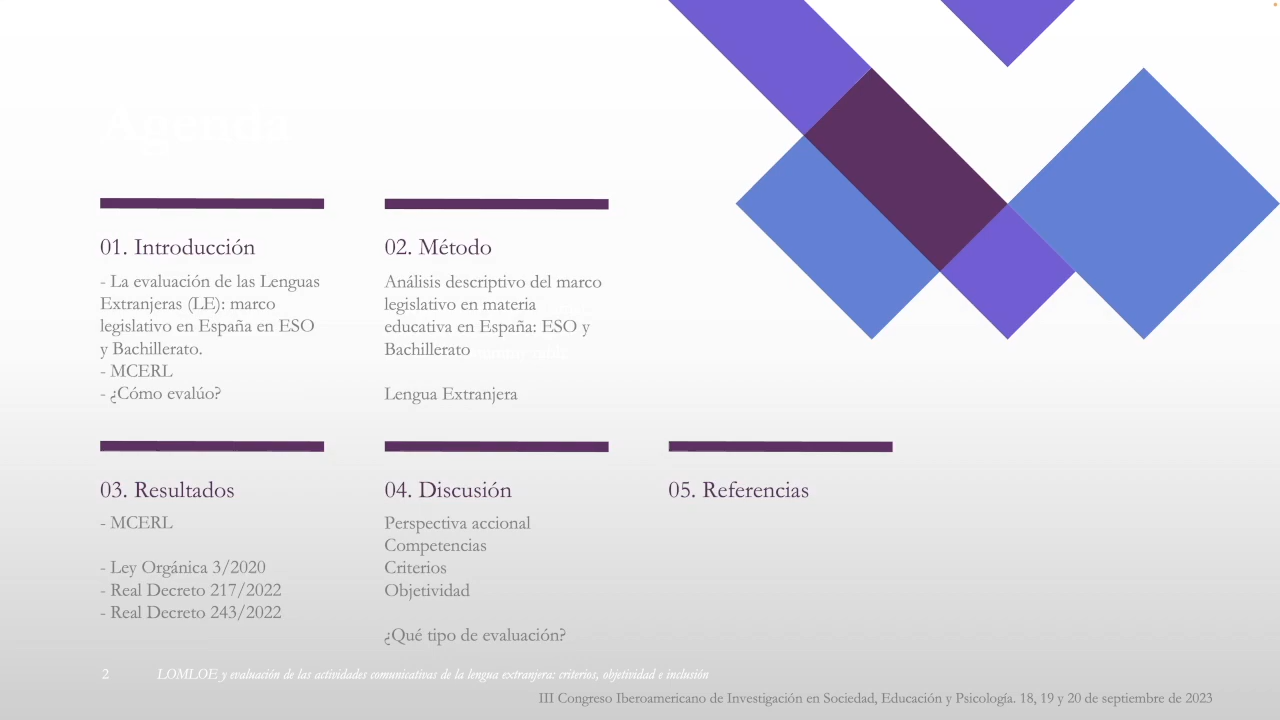 Agenda
01. Introducción
- La evaluación de las Lenguas
Extranjeras (LE): marco
legislativo en España en ESO
y Bachillerato.
- MCERL
- ¿Cómo evalúo?
02. Método
Análisis descriptivo del marco
legislativo en materia
educativa en España: ESO y
Bachillerato
Lengua Extranjera
03. Resultados
- MCERL
- Ley Orgánica 3/2020
- Real Decreto 217/2022
- Real Decreto 243/2022
04. Discusión
Perspectiva accional
Competencias
Criterios
Objetividad
¿Qué tipo de evaluación?
05. Referencias
2
LOMLOE y evaluación de las actividades comunicativas de la lengua extranjera: criterios, objetividad e inclusión
III Congreso Iberoamericano de Investigación en Sociedad, Educación y Psicología. 18, 19 y 20 de septiembre de 2023